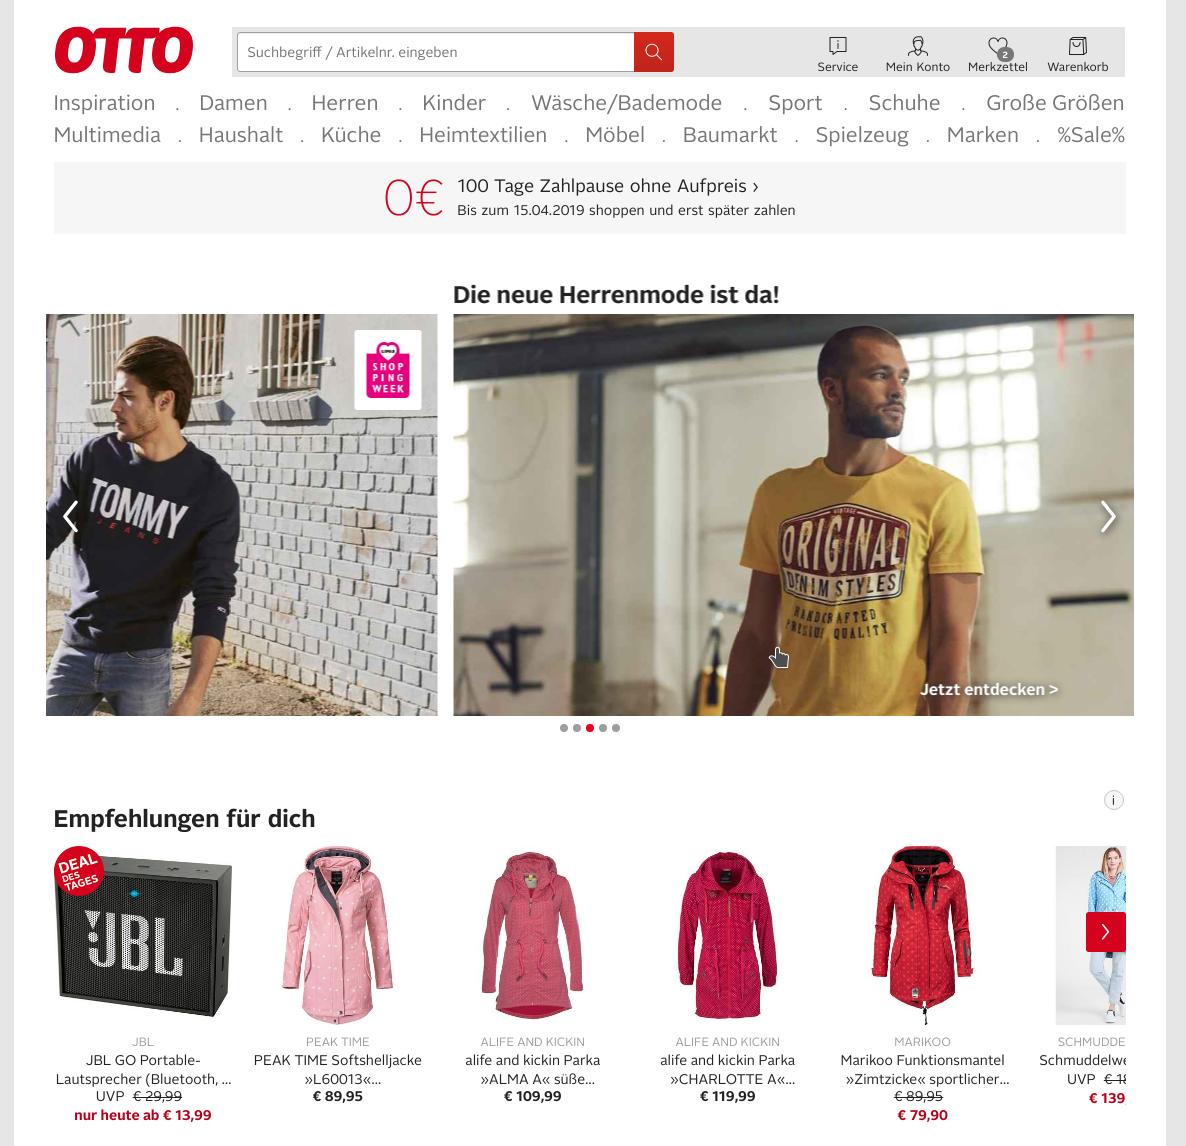 OTTO
Suchbegriff / Artikelnr. eingeben
Service
Mein Konto
2
Merkzettel
Warenkorb
Inspiration . Damen . Herren . Kinder . Wäsche/Bademode . Sport . Schuhe . Große Größen
Multimedia . Haushalt . Küche . Heimtextilien . Möbel . Baumarkt . Spielzeug . Marken . %Sale%
0€
100 Tage Zahlpause ohne Aufpreis ›
Bis zum 15.04.2019 shoppen und erst später zahlen
Die neue Herrenmode ist da!
SHOP
PING
WEEK
TOMMY
JEANS
VINTAGE
ORIGINAL
DENIM STYLES
HANDCRAFTED
PREMIUM QUALITY
Jetzt entdecken >
i
Empfehlungen für dich
DEAL
DES
TAGES
JBL
JBL
JBL GO Portable-
Lautsprecher (Bluetooth, ...
UVP € 29,99
nur heute ab € 13,99
PEAK TIME
PEAK TIME Softshelljacke
»L60013«...
€ 89,95
ALIFE AND KICKIN
alife and kickin Parka
»ALMA A« süße...
€ 109,99
ALIFE AND KICKIN
alife and kickin Parka
»CHARLOTTE A«...
€ 119,99
MARIKOO
Marikoo Funktionsmantel
»Zimtzicke« sportlicher...
€ 89,95
€ 79,90
SCHMUDDE
Schmuddelwe
UVP € 18
€ 139,